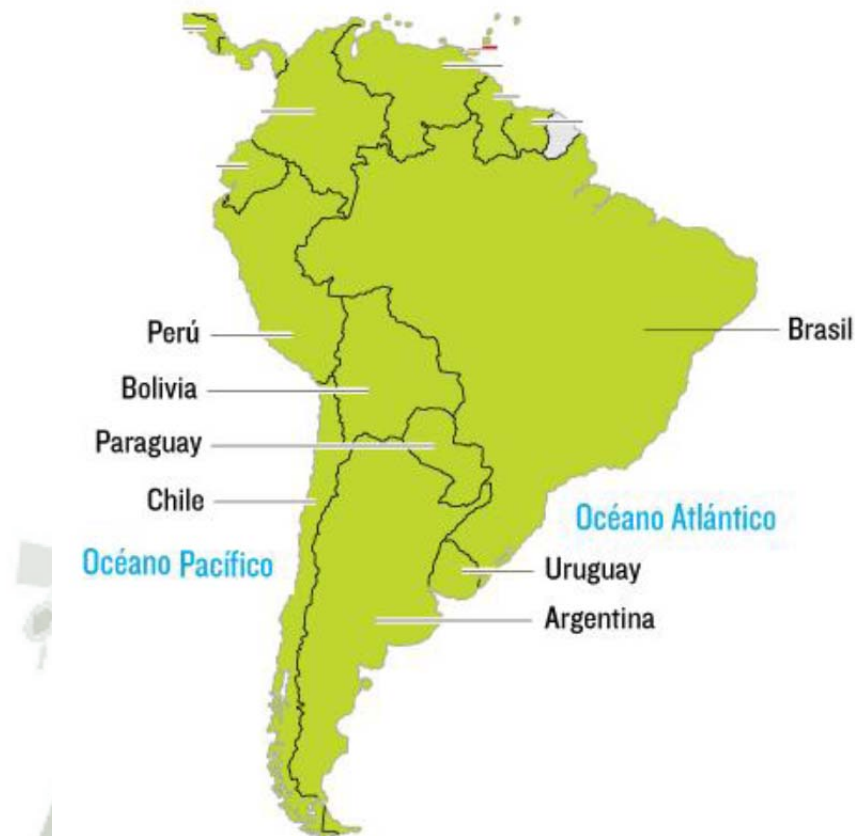 Perú
Brasil
Bolivia
Paraguay
Chile
Océano Atlántico
Océano Pacífico
Uruguay
Argentina